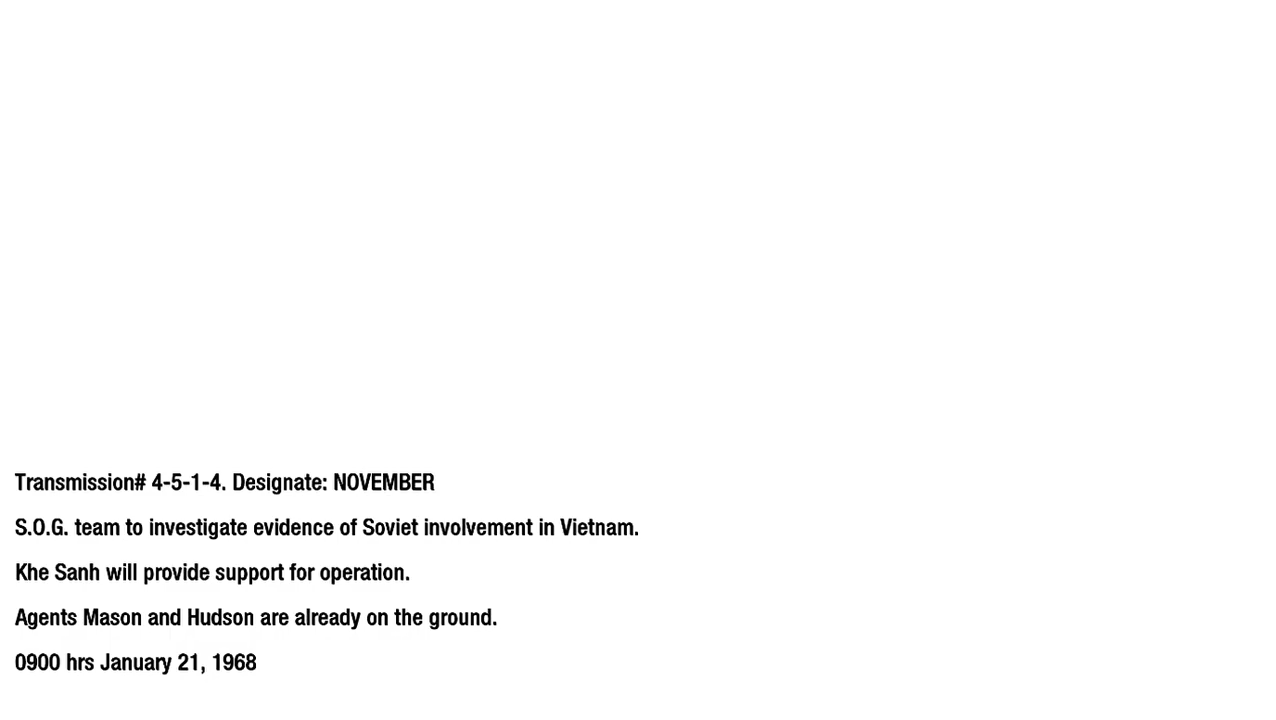 Transmission# 4-5-1-4. Designate: NOVEMBER
S.O.G. team to investigate evidence of Soviet involvement in Vietnam.
Khe Sanh will provide support for operation.
Agents Mason and Hudson are already on the ground.
0900 hrs January 21, 1968